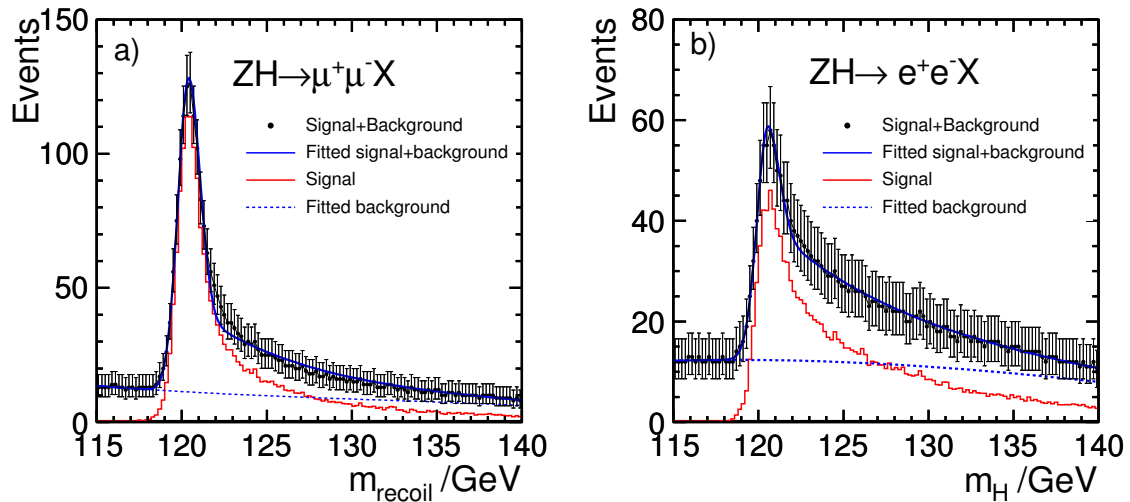 a)
ZH→μ⁺μ⁻X
Signal+Background
Fitted signal+background
Signal
Fitted background
Events
150
100
50
0
115 120 125 130 135 140
m_recoil /GeV
b)
ZH→ e⁺e⁻X
Signal+Background
Fitted signal+background
Signal
Fitted background
Events
80
60
40
20
0
115 120 125 130 135 140
m_H /GeV